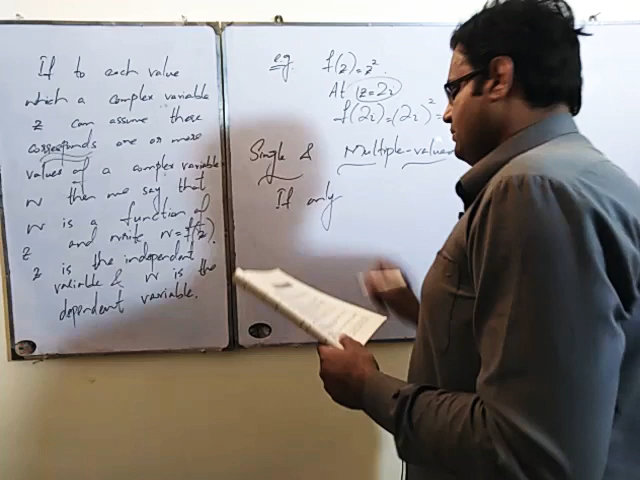 If to each value
which a complex variable
z can assume there
corresponds one or more
values of a complex variable
w then we say that
w is a function of
z and write w = f(z).
z is the independent
variable & w is the
dependent variable.
eg. f(z) = z².
At z = 2i
f(2i) = (2i)² =
Single & Multiple-value
If only